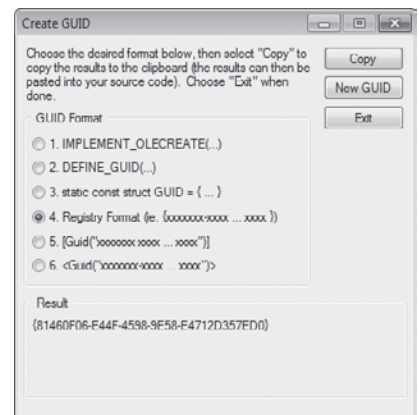 Create GUID
Choose the desired format below, then select "Copy" to
copy the results to the clipboard (the results can then be
pasted into your source code). Choose "Exit" when
done.
Copy
New GUID
Exit
GUID Format
1. IMPLEMENT_OLECREATE(...)
2. DEFINE_GUID(...)
3. static const struct GUID = { ... }
4. Registry Format (ie. {xxxxxxx-xxxx ... xxxx })
5. [Guid("xxxxxxx-xxxx ... xxxx")]
6. <Guid("xxxxxxx-xxxx ... xxxx")>
Result
{81460F06-E44F-4598-9E58-E4712D357ED0}